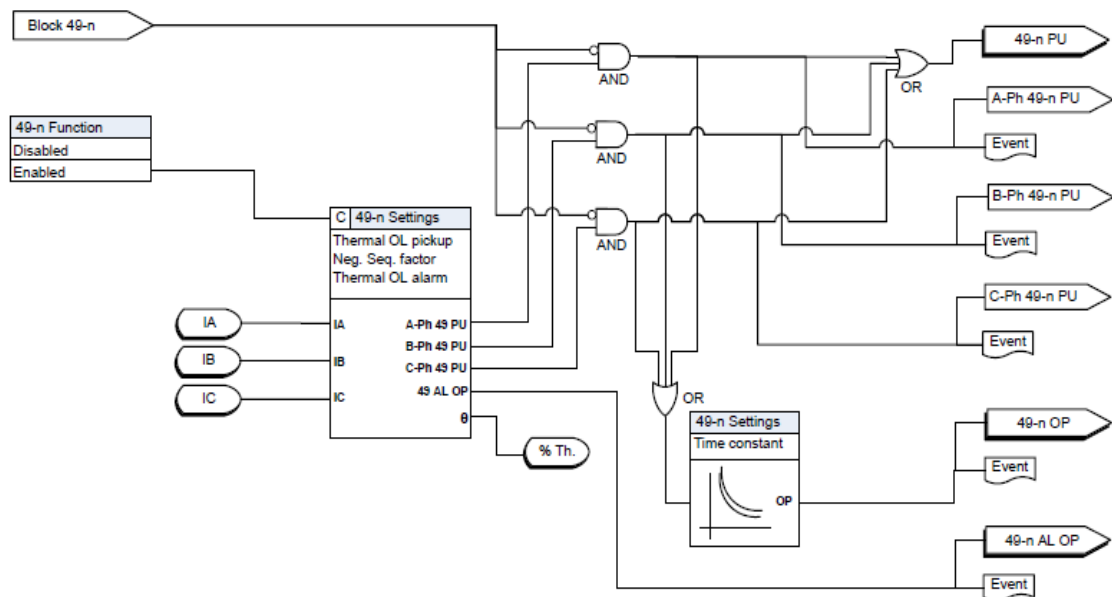 Block 49-n
49-n PU
AND
OR
A-Ph 49-n PU
49-n Function
Disabled
Enabled
Event
AND
B-Ph 49-n PU
C 49-n Settings
Thermal OL pickup
Neg. Seq. factor
Thermal OL alarm
AND
Event
C-Ph 49-n PU
IA
IA
A-Ph 49 PU
Event
IB
IB
B-Ph 49 PU
C-Ph 49 PU
IC
IC
49 AL OP
θ
OR
49-n Settings
Time constant
OP
49-n OP
% Th.
Event
49-n AL OP
Event